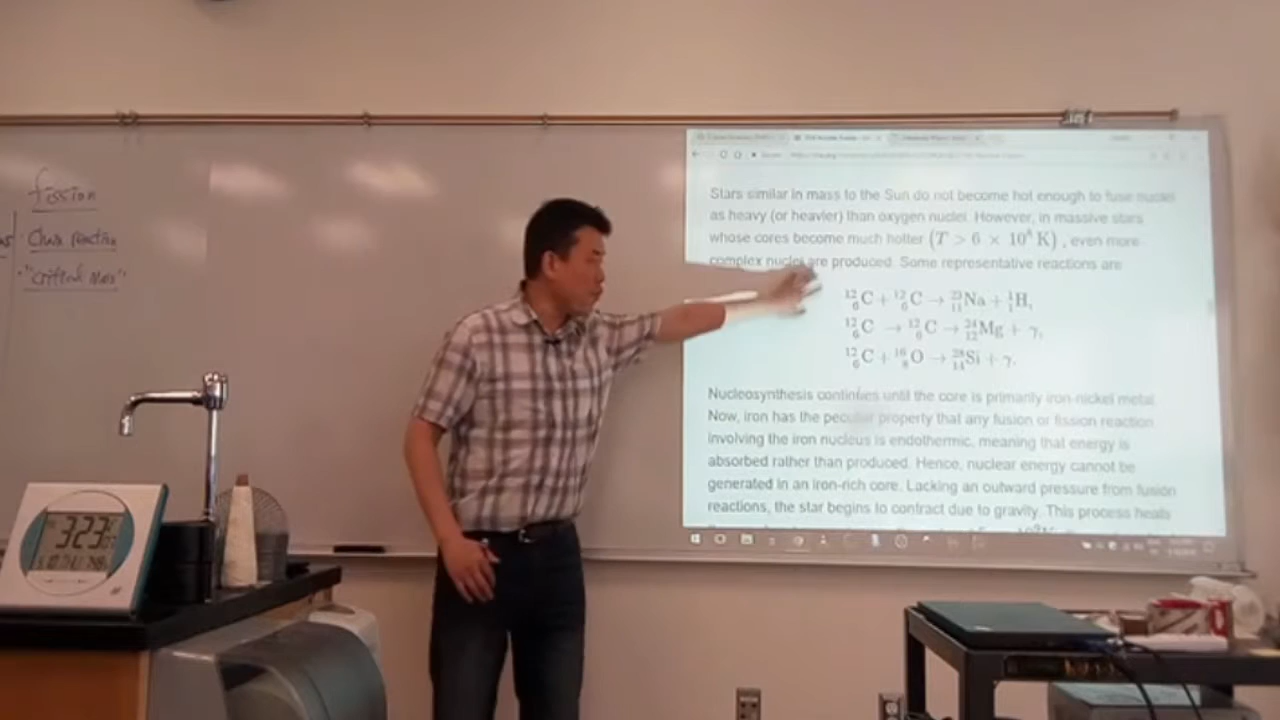 fission
Chain reaction
"critical mass"
Stars similar in mass to the Sun do not become hot enough to fuse nuclei
as heavy (or heavier) than oxygen nuclei. However, in massive stars
whose cores become much hotter (T > 6 × 10⁸ K) , even more
complex nuclei are produced. Some representative reactions are
¹²₆C + ¹²₆C → ²³₁₁Na + ¹₁H,
¹²₆C → ¹²₆C → ²⁴₁₂Mg + γ,
¹²₆C + ¹⁶₈O → ²⁸₁₄Si + γ.
Nucleosynthesis continues until the core is primarily iron-nickel metal.
Now, iron has the peculiar property that any fusion or fission reaction
involving the iron nucleus is endothermic, meaning that energy is
absorbed rather than produced. Hence, nuclear energy cannot be
generated in an iron-rich core. Lacking an outward pressure from fusion
reactions, the star begins to contract due to gravity. This process heats
3:23